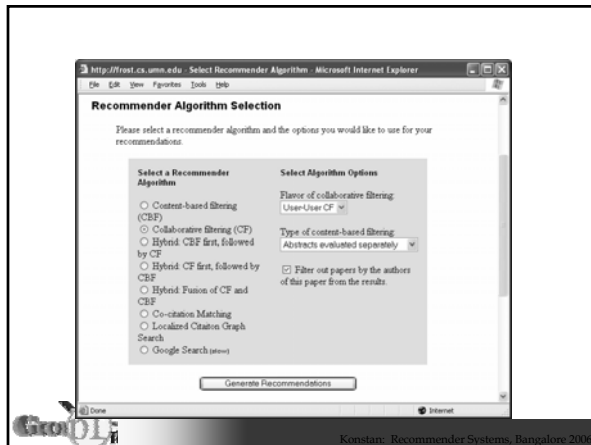 http://frost.cs.umn.edu - Select Recommender Algorithm - Microsoft Internet Explorer
File Edit View Favorites Tools Help
Recommender Algorithm Selection
Please select a recommender algorithm and the options you would like to use for your
recommendations.
Select a Recommender
Algorithm
Content-based filtering
(CBF)
Collaborative filtering (CF)
Hybrid: CBF first, followed
by CF
Hybrid: CF first, followed by
CBF
Hybrid: Fusion of CF and
CBF
Co-citation Matching
Localized Citaiton Graph
Search
Google Search (slow)
Select Algorithm Options
Flavor of collaborative filtering:
User-User CF
Type of content-based filtering:
Abstracts evaluated separately
Filter out papers by the authors
of this paper from the results.
Generate Recommendations
Done
Internet
Konstan: Recommender Systems, Bangalore 2006